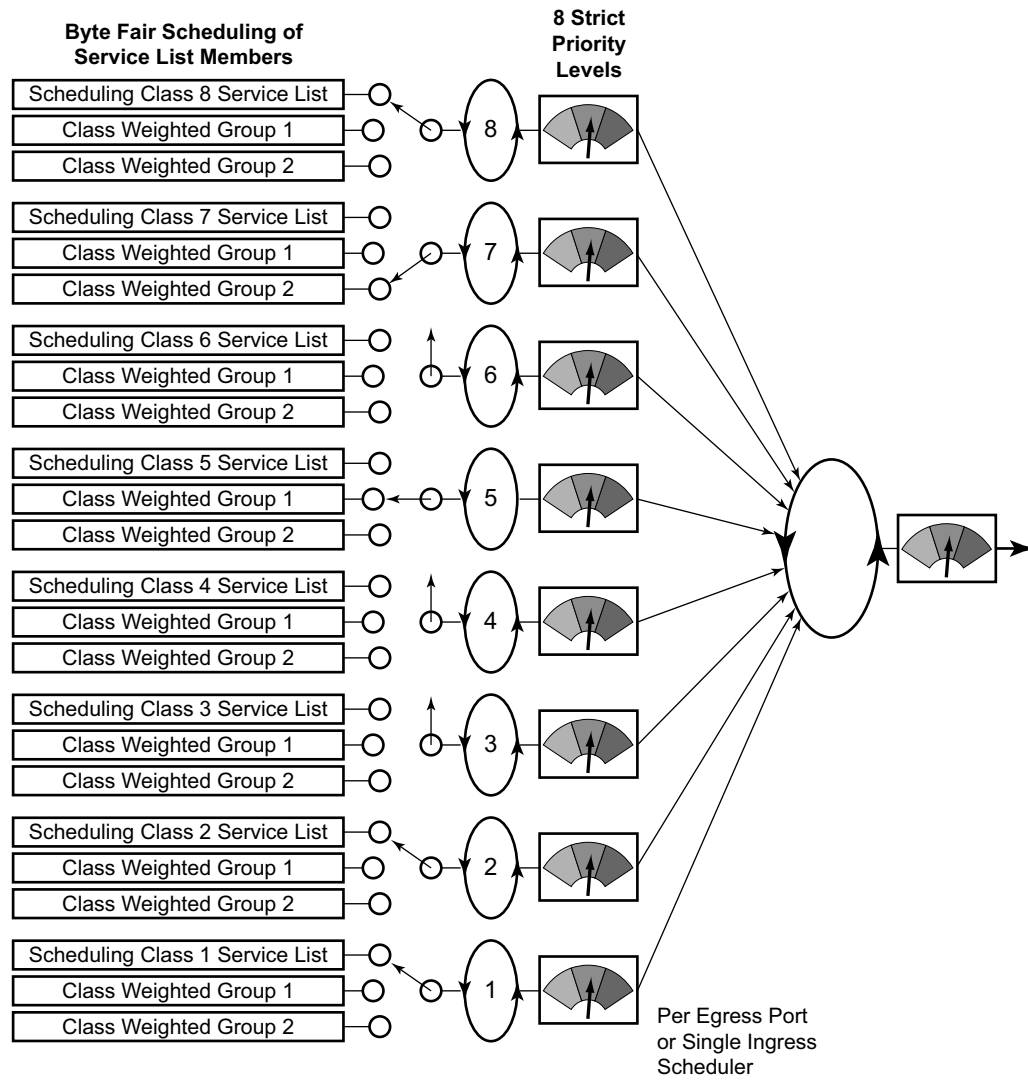 Byte Fair Scheduling of
Service List Members
8 Strict
Priority
Levels
Scheduling Class 8 Service List
Class Weighted Group 1
Class Weighted Group 2
8
Scheduling Class 7 Service List
Class Weighted Group 1
Class Weighted Group 2
7
Scheduling Class 6 Service List
Class Weighted Group 1
Class Weighted Group 2
6
Scheduling Class 5 Service List
Class Weighted Group 1
Class Weighted Group 2
5
Scheduling Class 4 Service List
Class Weighted Group 1
Class Weighted Group 2
4
Scheduling Class 3 Service List
Class Weighted Group 1
Class Weighted Group 2
3
Scheduling Class 2 Service List
Class Weighted Group 1
Class Weighted Group 2
2
Scheduling Class 1 Service List
Class Weighted Group 1
Class Weighted Group 2
1
Per Egress Port
or Single Ingress
Scheduler